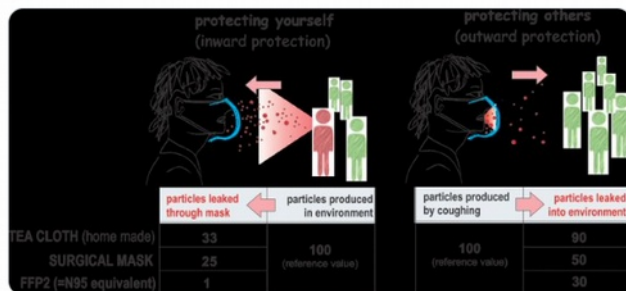 protecting yourself
(inward protection)
protecting others
(outward protection)
particles leaked
through mask
particles produced
in environment
particles produced
by coughing
particles leaked
into environment
TEA CLOTH (home made)
33
100
(reference value)
100
(reference value)
90
SURGICAL MASK
25
50
FFP2 (=N95 equivalent)
1
30